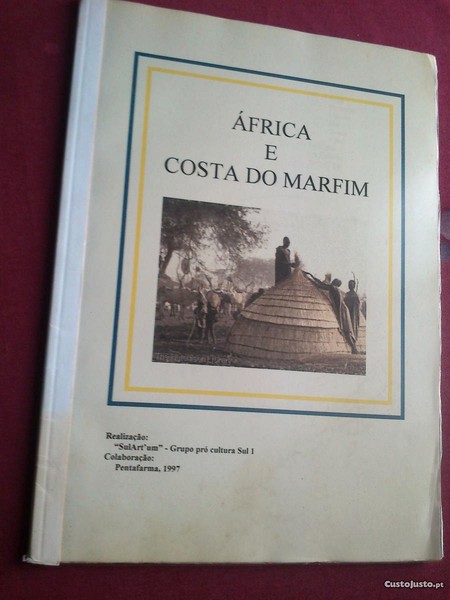 ÁFRICA
E
COSTA DO MARFIM
Realização:
"SulArt'um" - Grupo pró cultura Sul 1
Colaboração:
Pentafarma, 1997
CustoJusto.pt